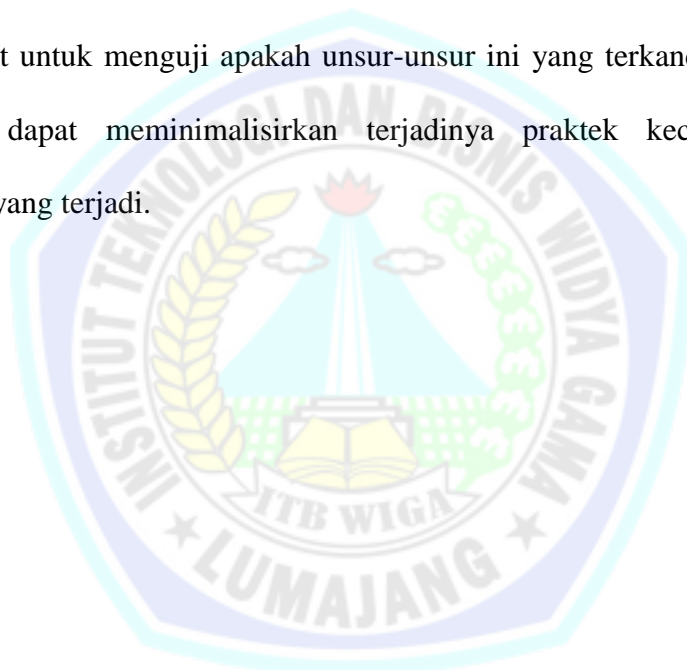 t untuk menguji apakah unsur-unsur ini yang terkand
dapat meminimalisirkan terjadinya praktek kec
yang terjadi.
INSTITUT TEKNOLOGI DAN BISNIS WIDYA GAMA
ITB WIGA
LUMAJANG